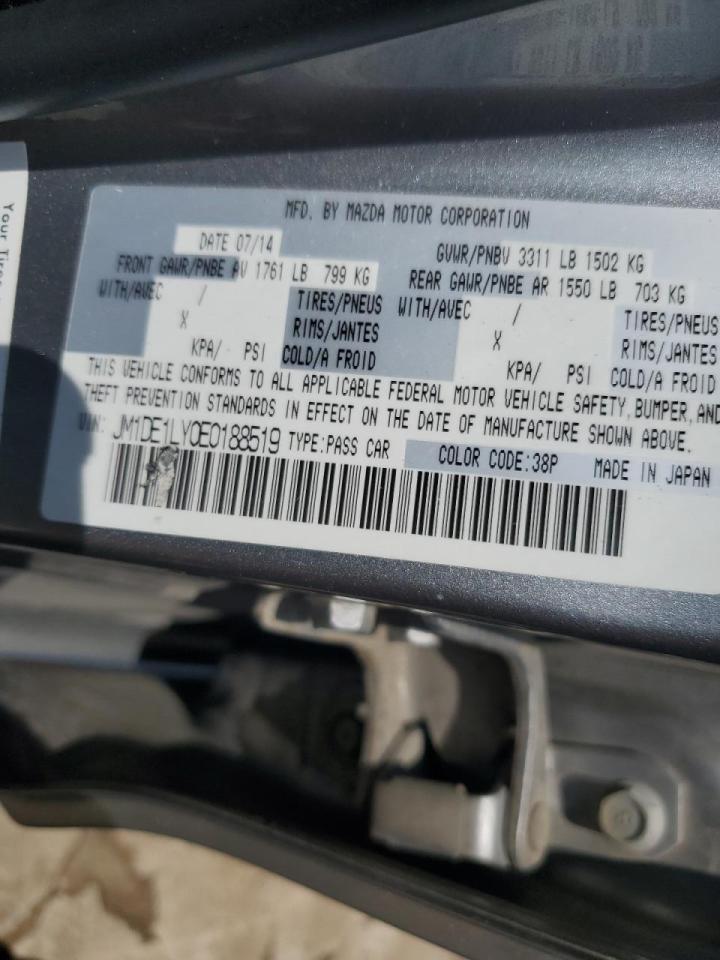 Your Tires
MFD. BY MAZDA MOTOR CORPORATION
DATE 07/14
GVWR/PNBV 3311 LB 1502 KG
FRONT GAWR/PNBE AV 1761 LB 799 KG
REAR GAWR/PNBE AR 1550 LB 703 KG
WITH/AVEC / TIRES/PNEUS WITH/AVEC / TIRES/PNEUS
X RIMS/JANTES X RIMS/JANTES
KPA/ PSI COLD/A FROID KPA/ PSI COLD/A FROID
THIS VEHICLE CONFORMS TO ALL APPLICABLE FEDERAL MOTOR VEHICLE SAFETY, BUMPER, AND
THEFT PREVENTION STANDARDS IN EFFECT ON THE DATE OF MANUFACTURE SHOWN ABOVE.
VIN: JM1DE1LY0E0188519 TYPE:PASS CAR COLOR CODE:38P MADE IN JAPAN